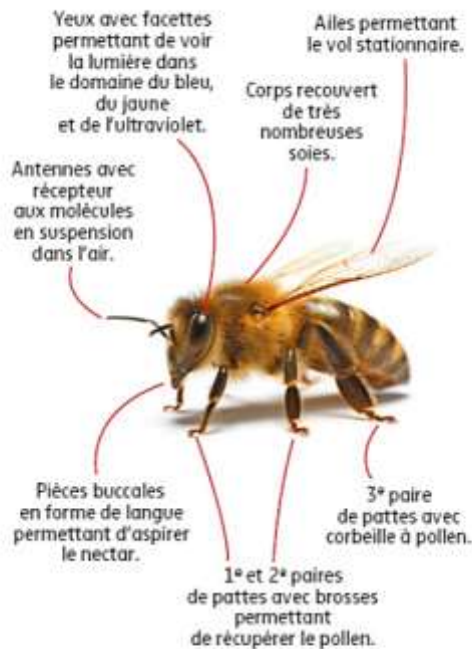 Yeux avec facettes
permettant de voir
la lumière dans
le domaine du bleu,
du jaune
et de l'ultraviolet.
Ailes permettant
le vol stationnaire.
Corps recouvert
de très
nombreuses
soies.
Antennes avec
récepteur
aux molécules
en suspension
dans l'air.
Pièces buccales
en forme de langue
permettant d'aspirer
le nectar.
1e et 2e paires
de pattes avec brosses
permettant
de récupérer le pollen.
3e paire
de pattes avec
corbeille à pollen.